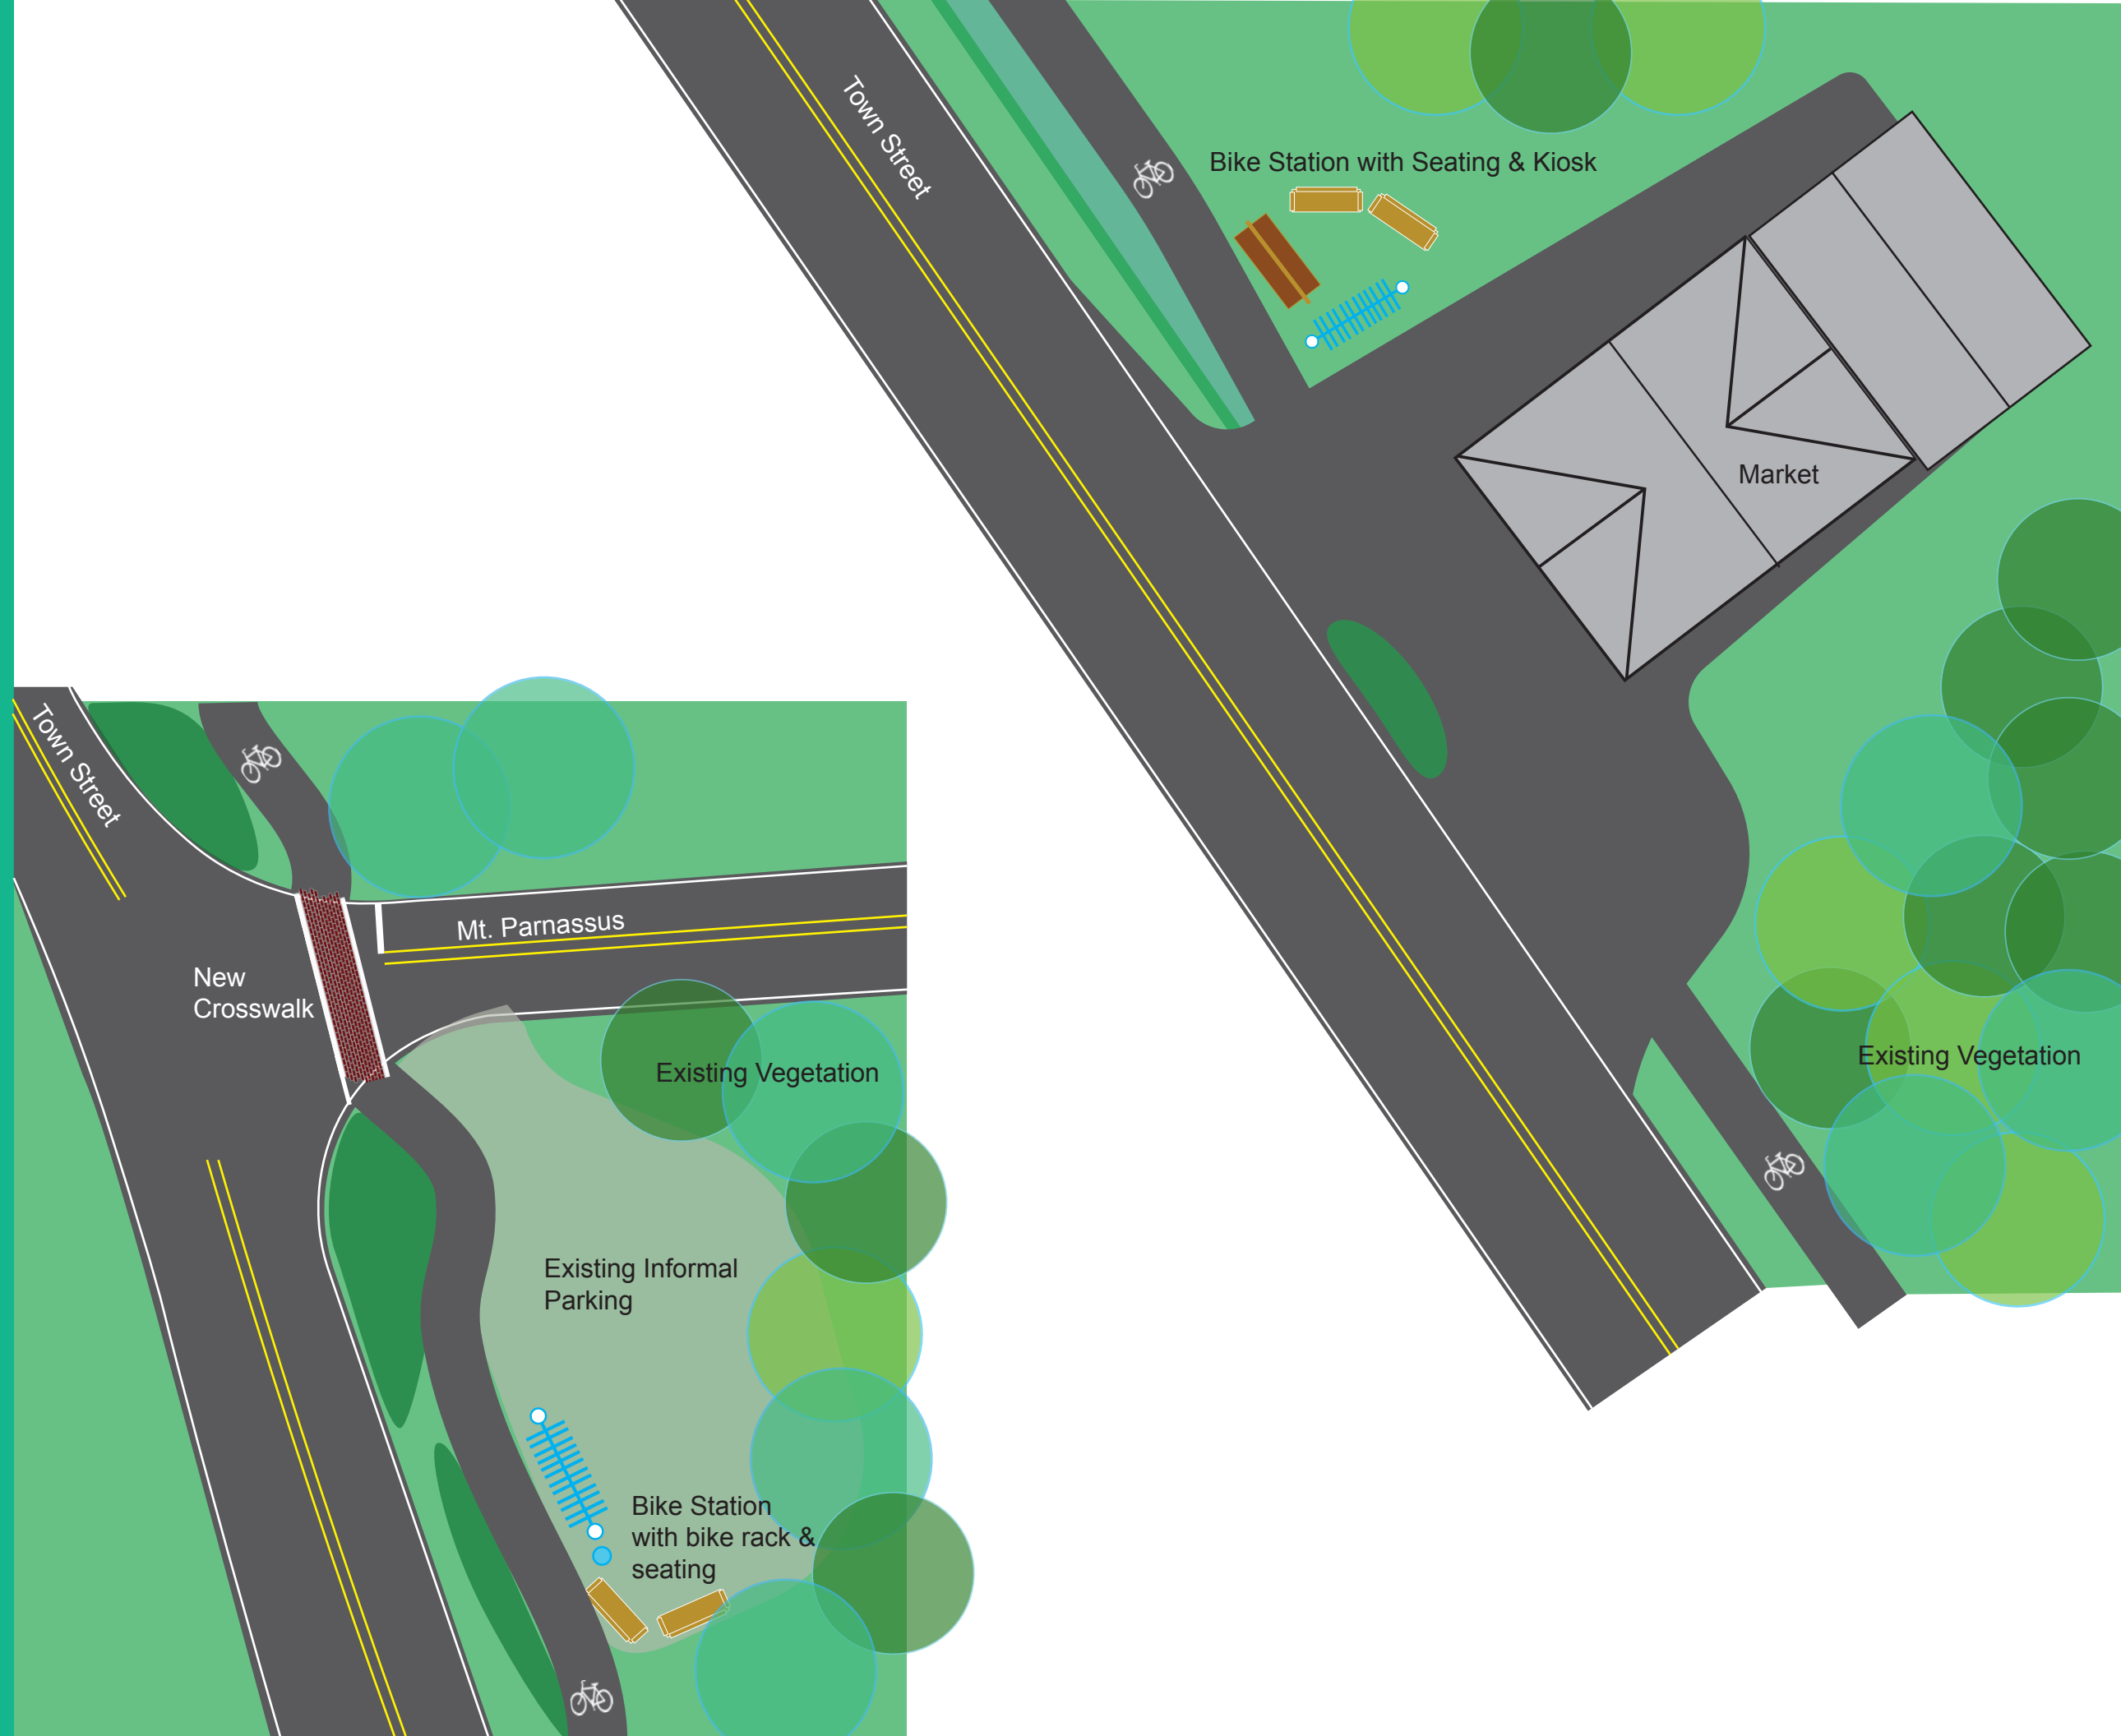 Town Street
Bike Station with Seating & Kiosk
Market
Existing Vegetation
Town Street
Mt. Parnassus
New
Crosswalk
Existing Vegetation
Existing Informal
Parking
Bike Station
with bike rack &
seating